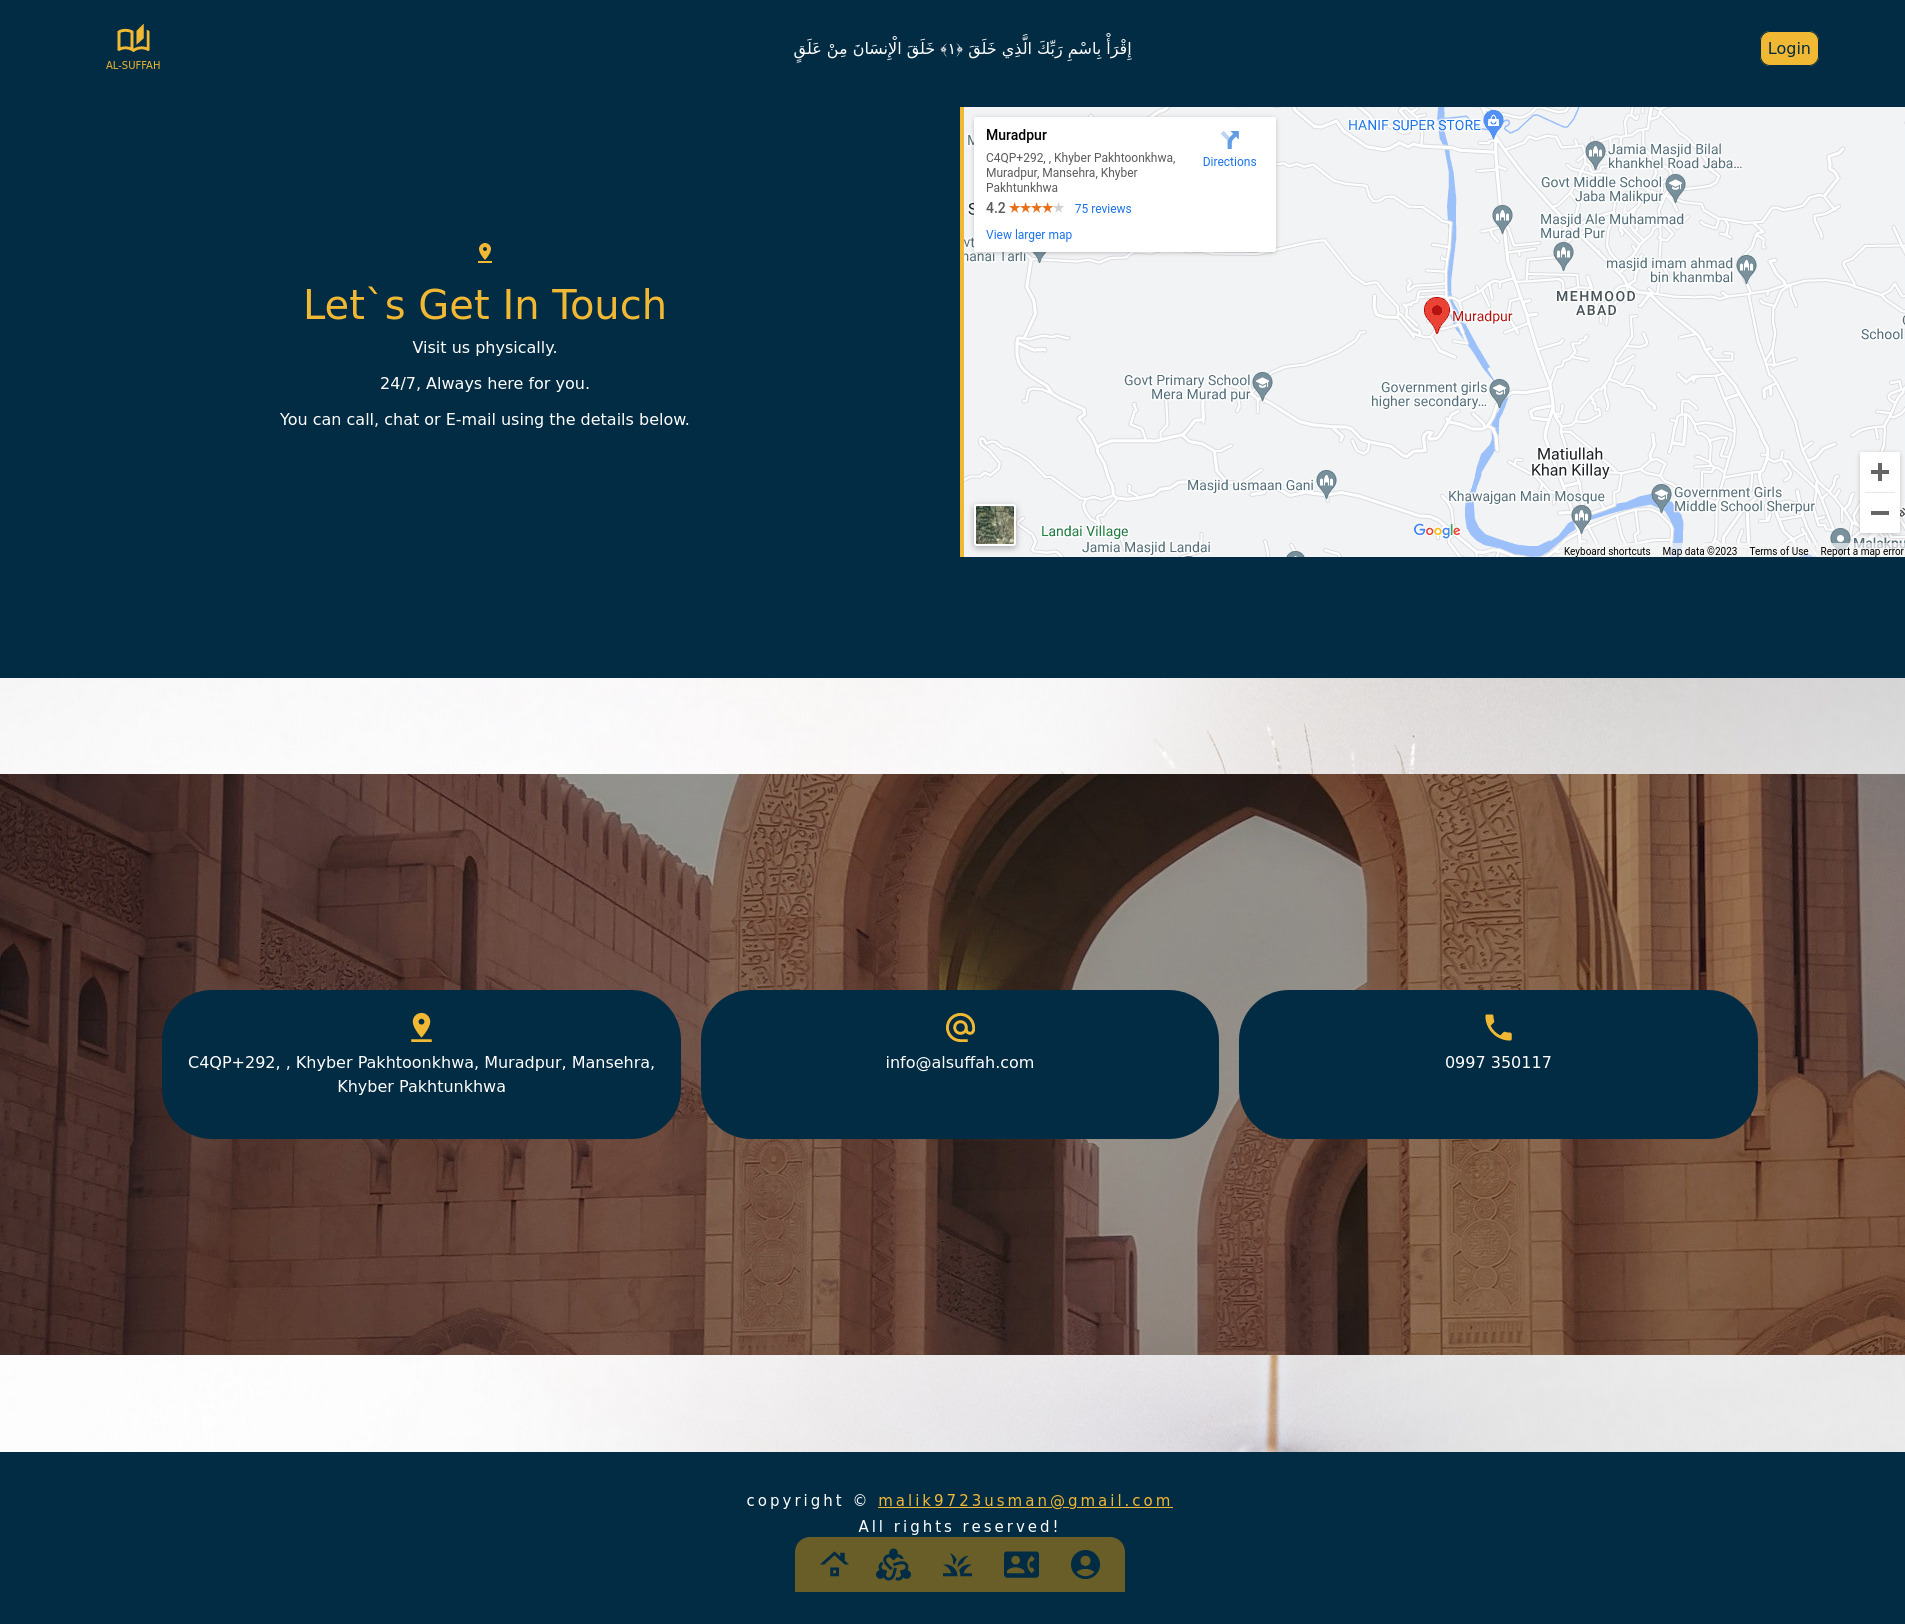 AL-SUFFAH
إِقْرَأْ بِاسْمِ رَبِّكَ الَّذِي خَلَقَ ﴿١﴾ خَلَقَ الْإِنسَانَ مِنْ عَلَقٍ
Login
Let`s Get In Touch
Visit us physically.
24/7, Always here for you.
You can call, chat or E-mail using the details below.
Muradpur
C4QP+292, , Khyber Pakhtoonkhwa,
Muradpur, Mansehra, Khyber
Pakhtunkhwa
4.2
75 reviews
View larger map
Directions
HANIF SUPER STORE
Jamia Masjid Bilal
khankhel Road Jaba...
Govt Middle School
Jaba Malikpur
Masjid Ale Muhammad
Murad Pur
masjid imam ahmad
bin khanmbal
MEHMOOD
ABAD
Muradpur
School
Govt Primary School
Mera Murad pur
Government girls
higher secondary...
Matiullah
Khan Killay
Masjid usmaan Gani
Khawajgan Main Mosque
Government Girls
Middle School Sherpur
Landai Village
Jamia Masjid Landai
Google
Keyboard shortcuts
Map data ©2023
Terms of Use
Report a map error
C4QP+292, , Khyber Pakhtoonkhwa, Muradpur, Mansehra,
Khyber Pakhtunkhwa
info@alsuffah.com
0997 350117
copyright © malik9723usman@gmail.com
All rights reserved!